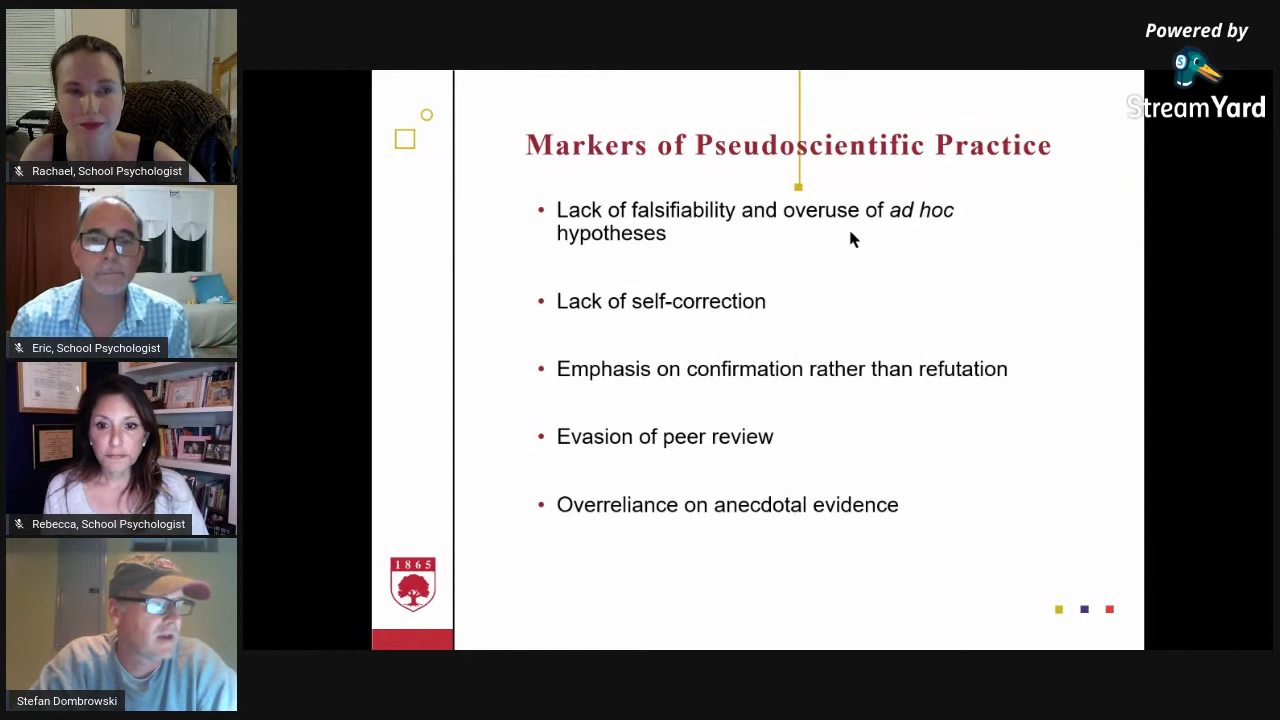 Powered by
StreamYard
Rachael, School Psychologist
Eric, School Psychologist
Rebecca, School Psychologist
Stefan Dombrowski
Markers of Pseudoscientific Practice
• Lack of falsifiability and overuse of ad hoc
hypotheses
• Lack of self-correction
• Emphasis on confirmation rather than refutation
• Evasion of peer review
• Overreliance on anecdotal evidence
1865